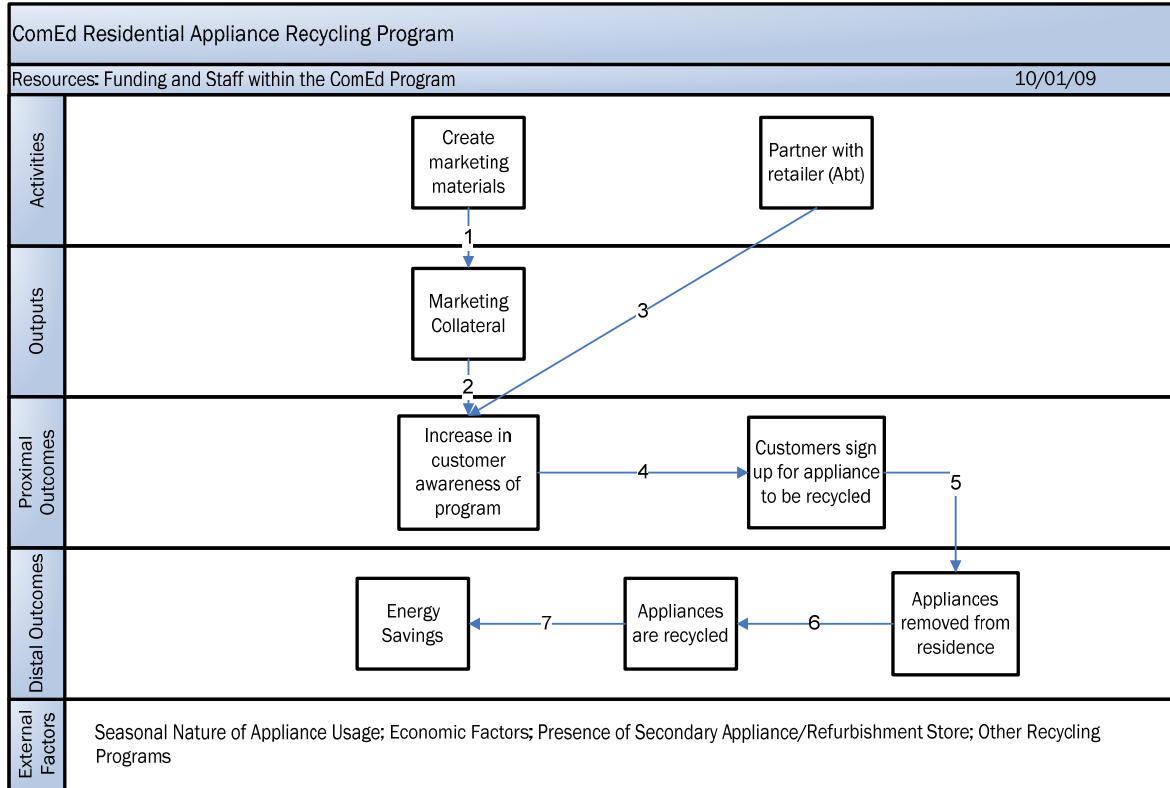 ComEd Residential Appliance Recycling Program
Resources: Funding and Staff within the ComEd Program 10/01/09
Activities
Create
marketing
materials
Partner with
retailer (Abt)
1
Outputs
Marketing
Collateral
3
2
Proximal
Outcomes
Increase in
customer
awareness of
program
4
Customers sign
up for appliance
to be recycled
5
Distal Outcomes
Energy
Savings
7
Appliances
are recycled
6
Appliances
removed from
residence
External
Factors
Seasonal Nature of Appliance Usage; Economic Factors; Presence of Secondary Appliance/Refurbishment Store; Other Recycling
Programs